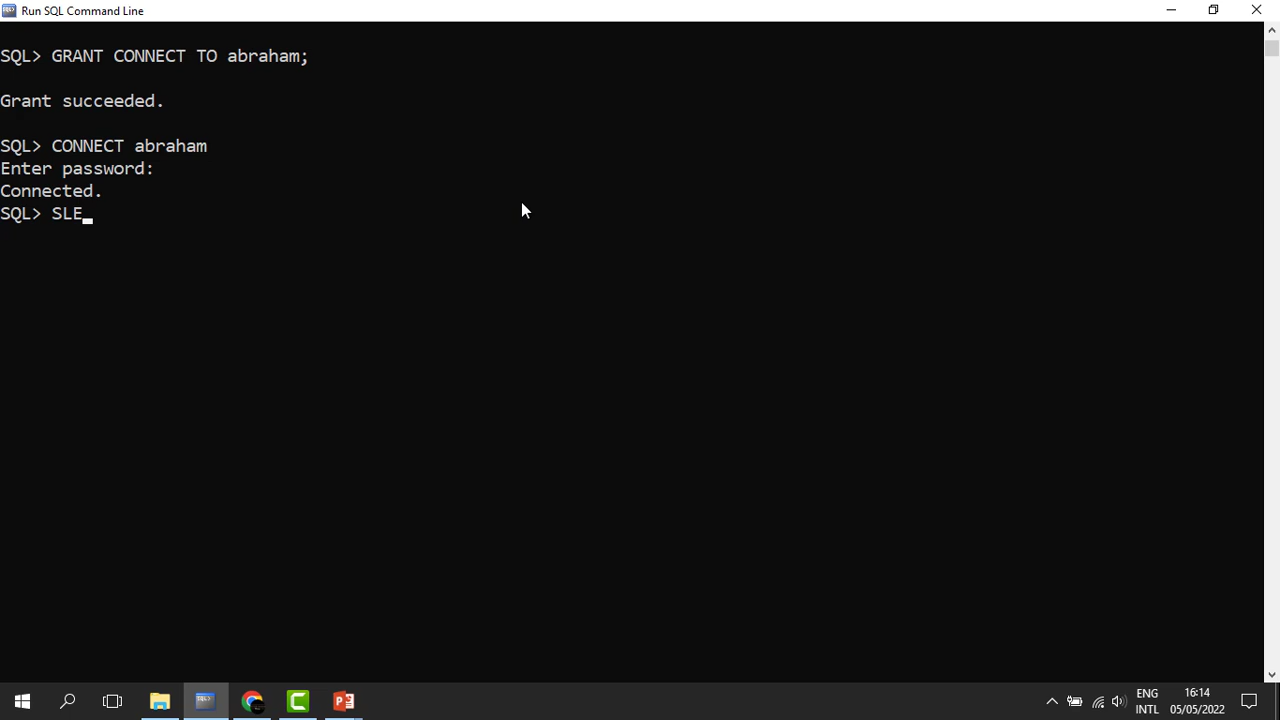 Run SQL Command Line
SQL> GRANT CONNECT TO abraham;
Grant succeeded.
SQL> CONNECT abraham
Enter password:
Connected.
SQL> SLE
ENG
INTL
16:14
05/05/2022